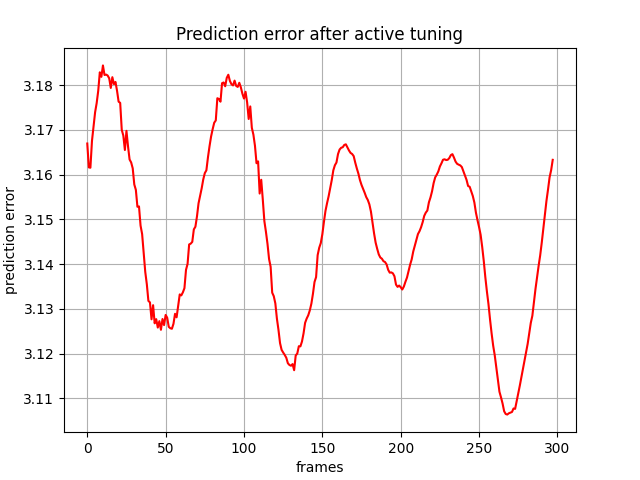 Prediction error after active tuning
prediction error
3.18
3.17
3.16
3.15
3.14
3.13
3.12
3.11
0 50 100 150 200 250 300
frames